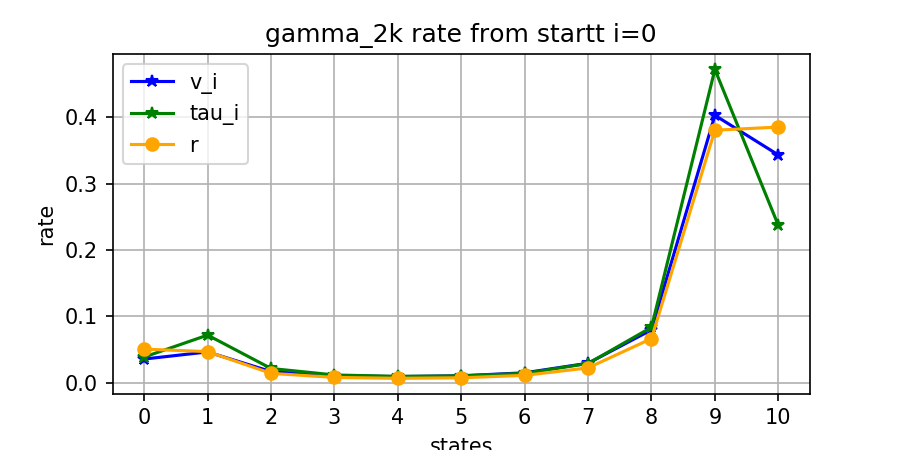 gamma_2k rate from startt i=0
v_i
tau_i
r
rate
0.4
0.3
0.2
0.1
0.0
0 1 2 3 4 5 6 7 8 9 10
states